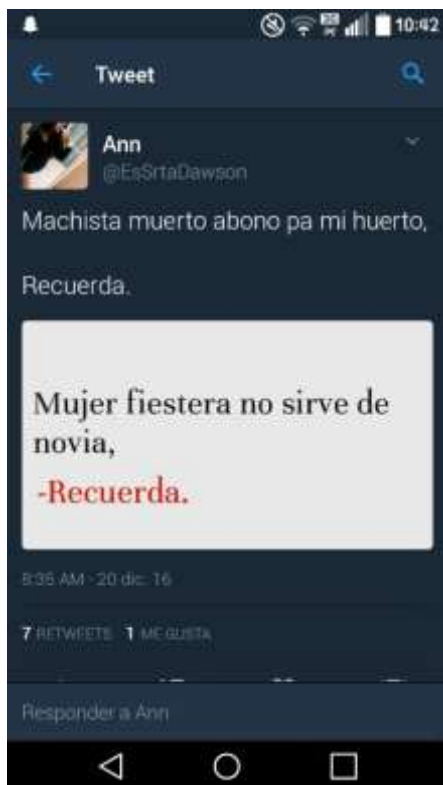 10:42
Tweet
Ann
@EsSrtaDawson
Machista muerto abono pa mi huerto,
Recuerda.
Mujer fiestera no sirve de
novia,
-Recuerda.
8:35 AM · 20 dic. 16
7 RETWEETS 1 ME GUSTA
Responder a Ann